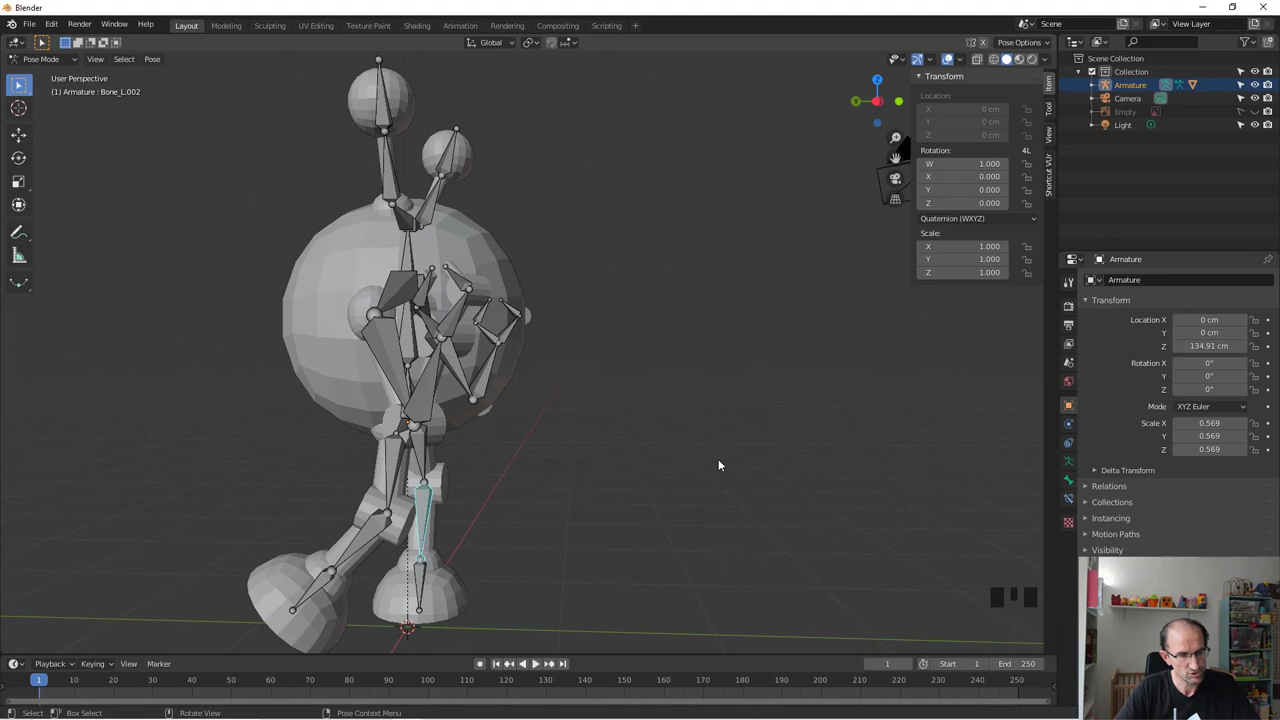 Blender
File Edit Render Window Help Layout Modeling Sculpting UV Editing Texture Paint Shading Animation Rendering Compositing Scripting + Scene View Layer
Global Pose Options
Pose Mode View Select Pose
User Perspective
(1) Armature : Bone_L.002
Z
Y
Transform
Location:
X 0 cm
Y 0 cm
Z 0 cm
Rotation: 4L
W 1.000
X 0.000
Y 0.000
Z 0.000
Quaternion (WXYZ)
Scale:
X 1.000
Y 1.000
Z 1.000
Item
Tool
View
Shortcut VUr
Scene Collection
Collection
Armature
Camera
Empty
Light
Armature
Armature
Transform
Location X 0 cm
Y 0 cm
Z 134.91 cm
Rotation X 0°
Y 0°
Z 0°
Mode XYZ Euler
Scale X 0.569
Y 0.569
Z 0.569
Delta Transform
Relations
Collections
Instancing
Motion Paths
Visibility
Playback Keying View Marker 1 Start 1 End 250
1 10 20 30 40 50 60 70 80 90 100 110 120 130 140 150 160 170 180 190 200 210 220 230 240 250
Select Box Select Rotate View Pose Context Menu